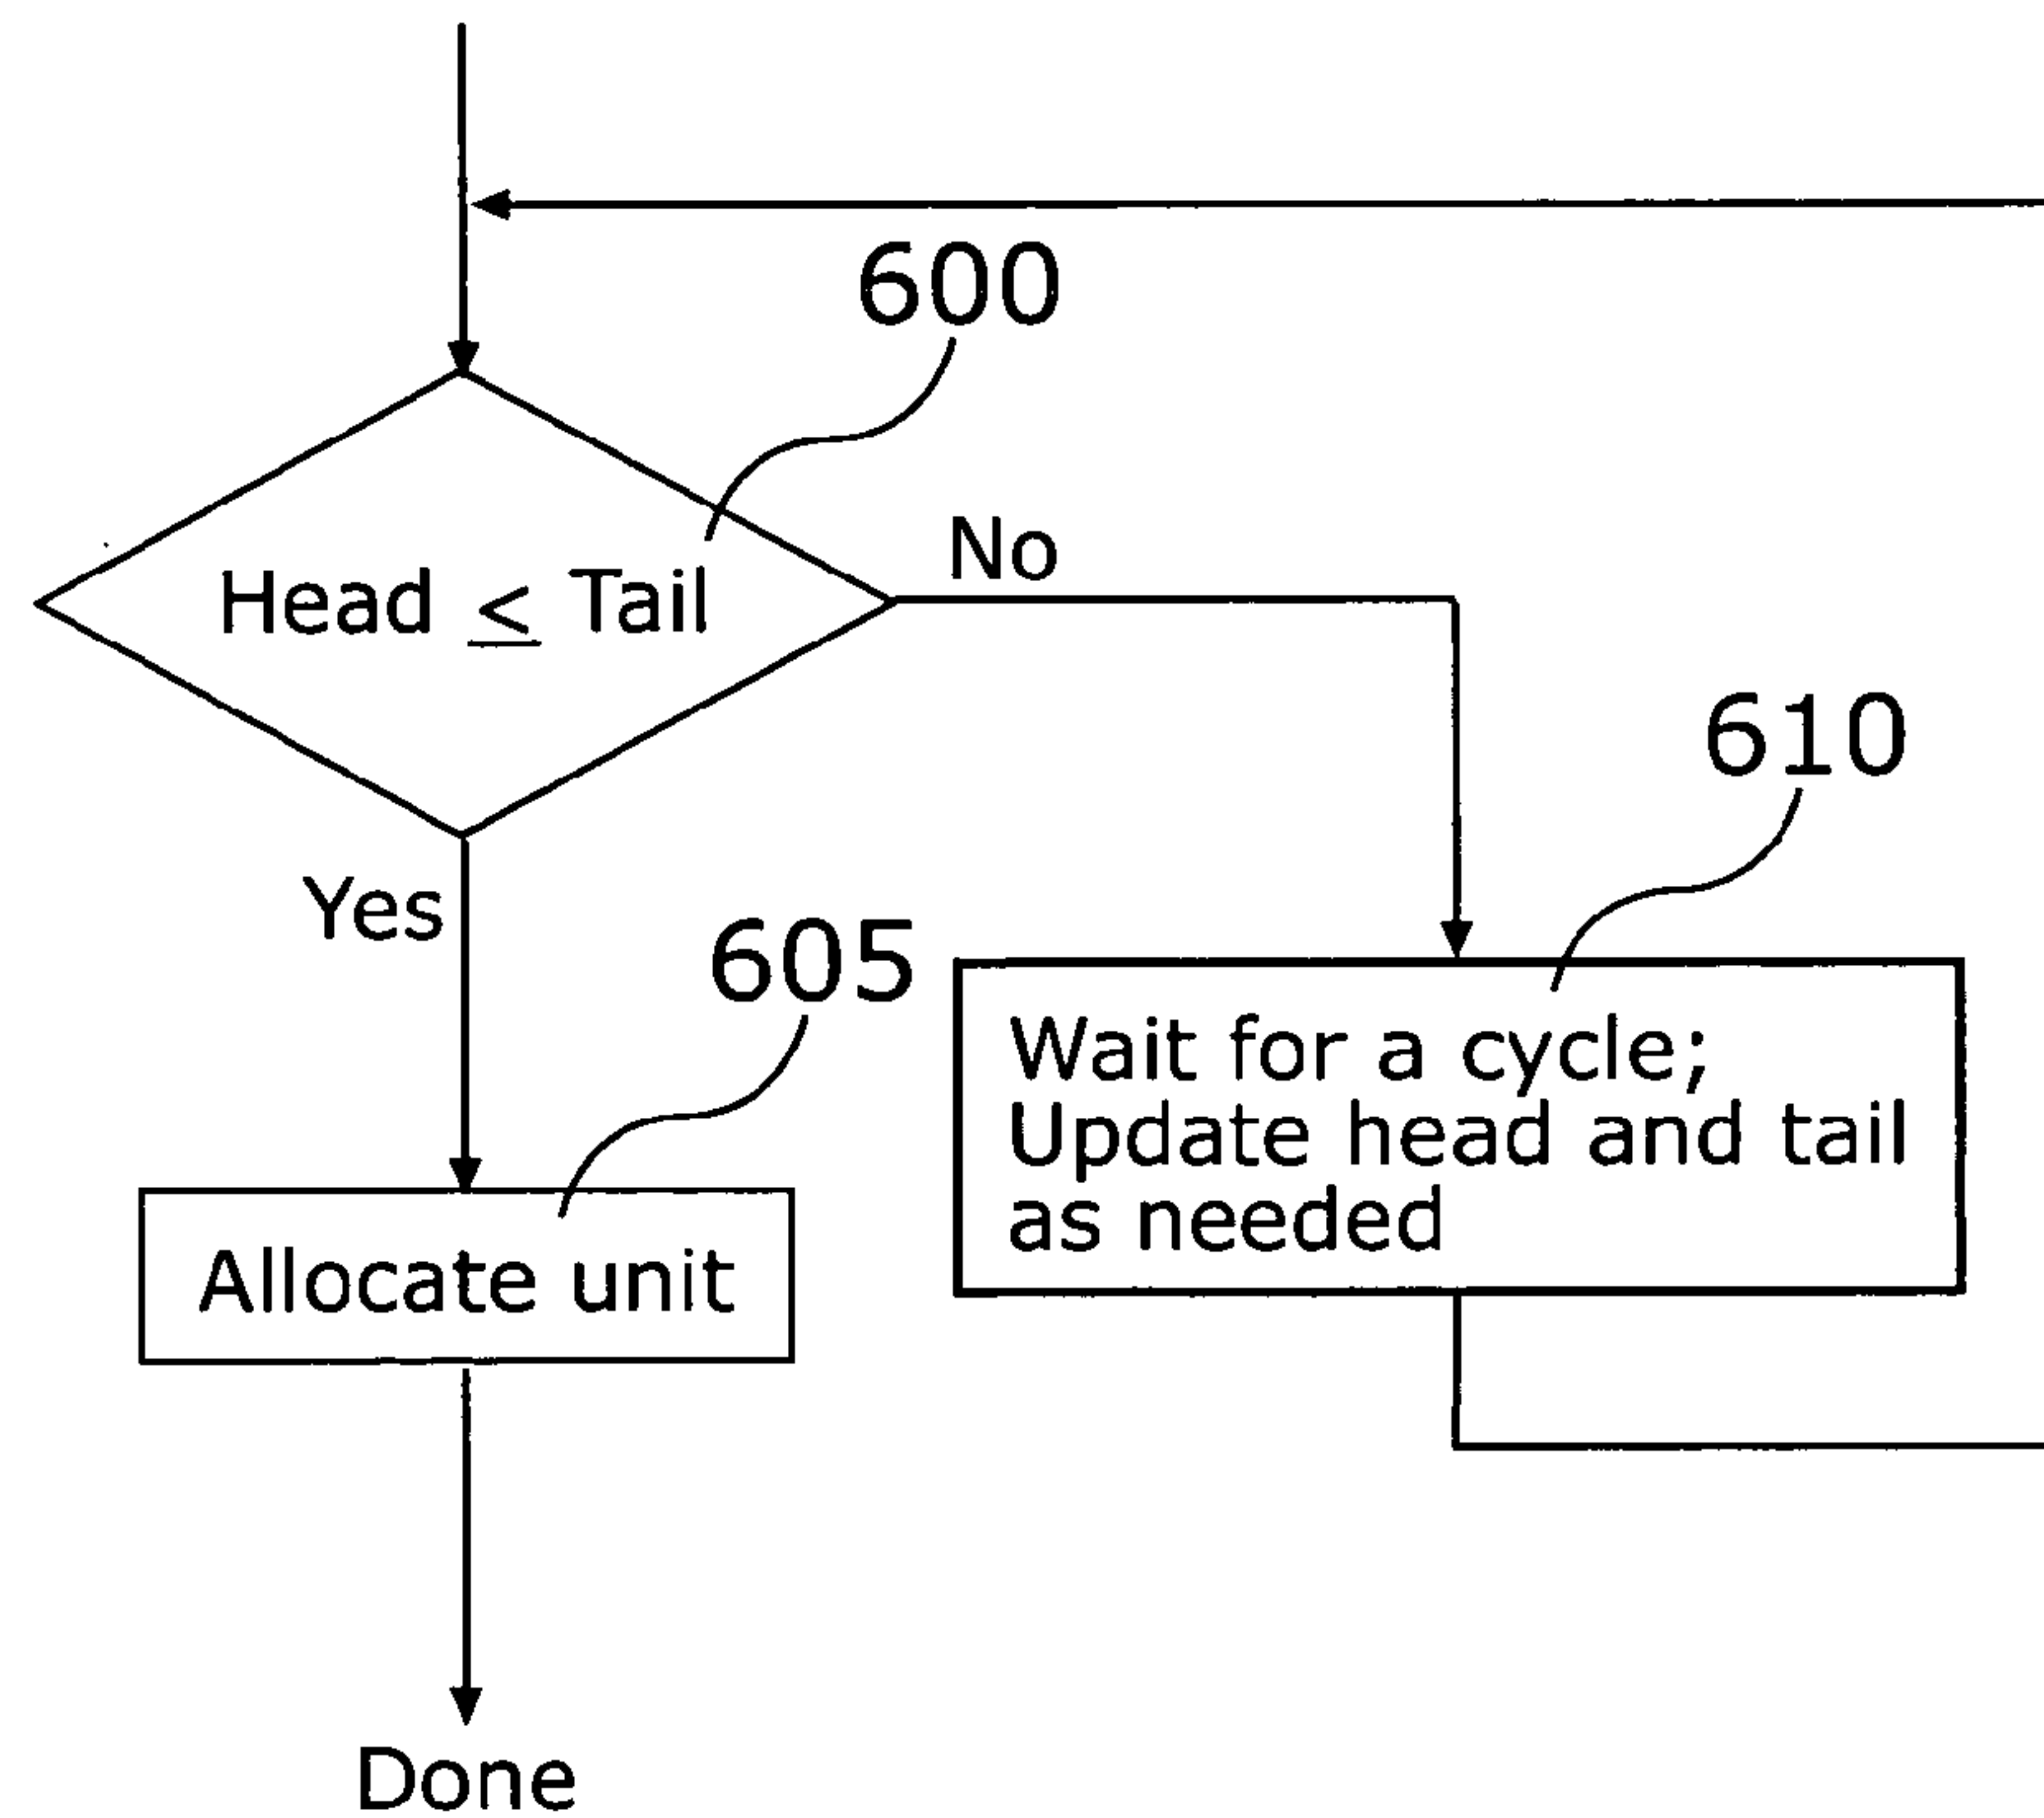 600
No
Head ≤ Tail
610
Yes
605
Wait for a cycle;
Update head and tail
as needed
Allocate unit
Done